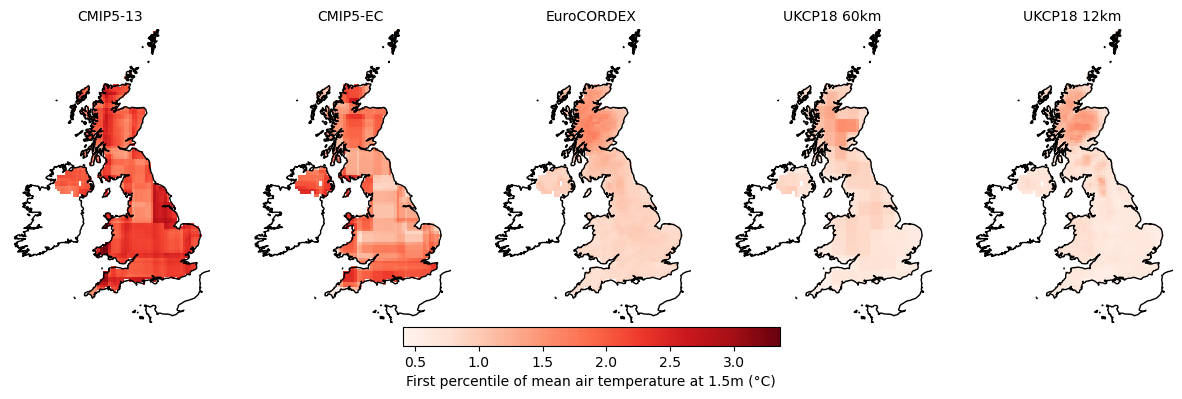 CMIP5-13
CMIP5-EC
EuroCORDEX
UKCP18 60km
UKCP18 12km
0.5
1.0
1.5
2.0
2.5
3.0
First percentile of mean air temperature at 1.5m (°C)